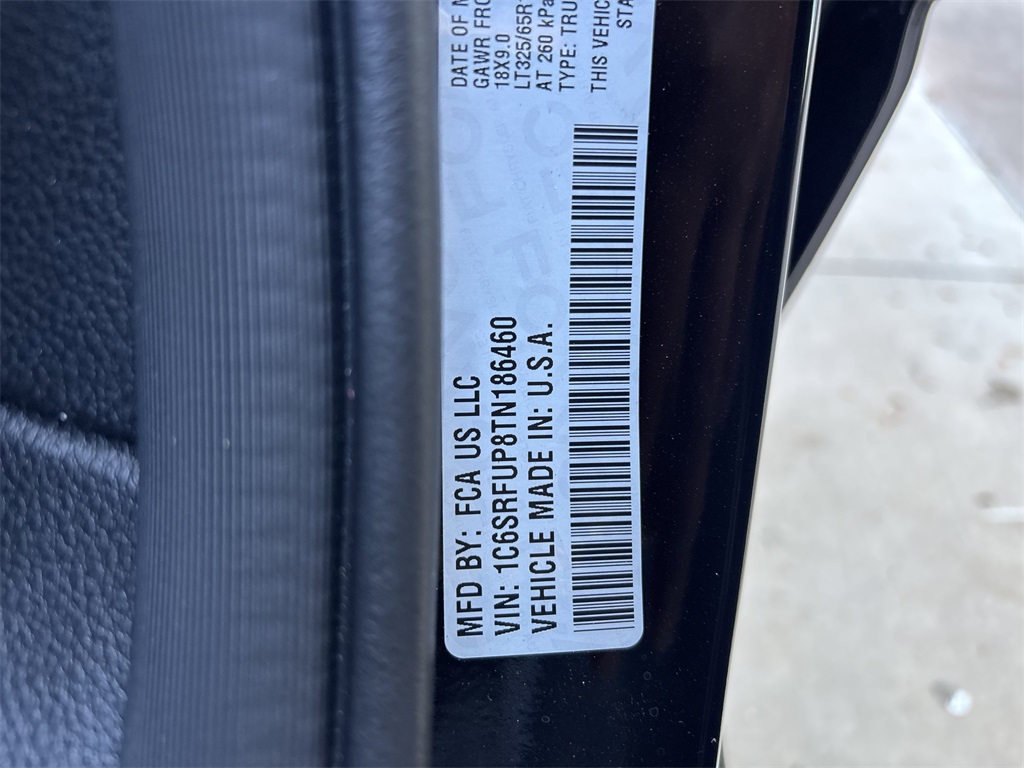 MFD BY: FCA US LLC
VIN: 1C6SRFUP8TN186460
VEHICLE MADE IN: U.S.A.
DATE OF
GAWR FRO
18X9.0
LT325/65R
AT 260 kPa
TYPE: TRU
THIS VEHIC
STA